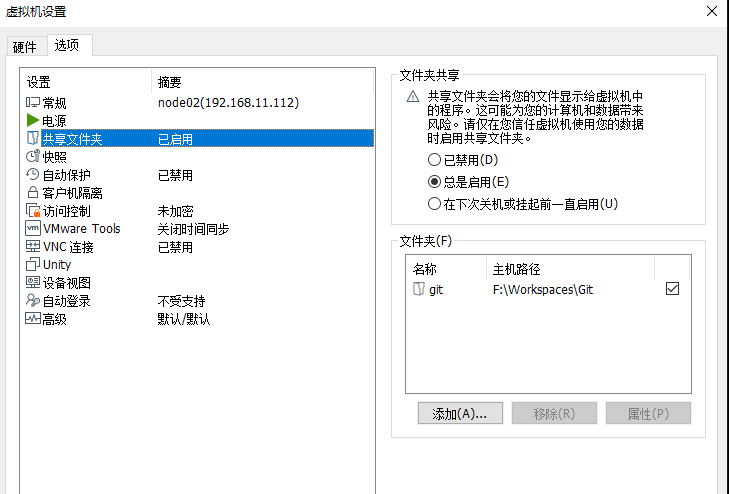 虚拟机设置
硬件 选项
设置 摘要
常规 node02(192.168.11.112)
电源
共享文件夹 已启用
快照
自动保护 已禁用
客户机隔离
访问控制 未加密
vm VMware Tools 关闭时间同步
VNC 连接 已禁用
Unity
设备视图
自动登录 不受支持
高级 默认/默认
文件夹共享
共享文件夹会将您的文件显示给虚拟机中
的程序。这可能为您的计算机和数据带来
风险。请仅在您信任虚拟机使用您的数据
时启用共享文件夹。
已禁用(D)
总是启用(E)
在下次关机或挂起前一直启用(U)
文件夹(F)
名称 主机路径
git F:\Workspaces\Git
添加(A)... 移除(R) 属性(P)